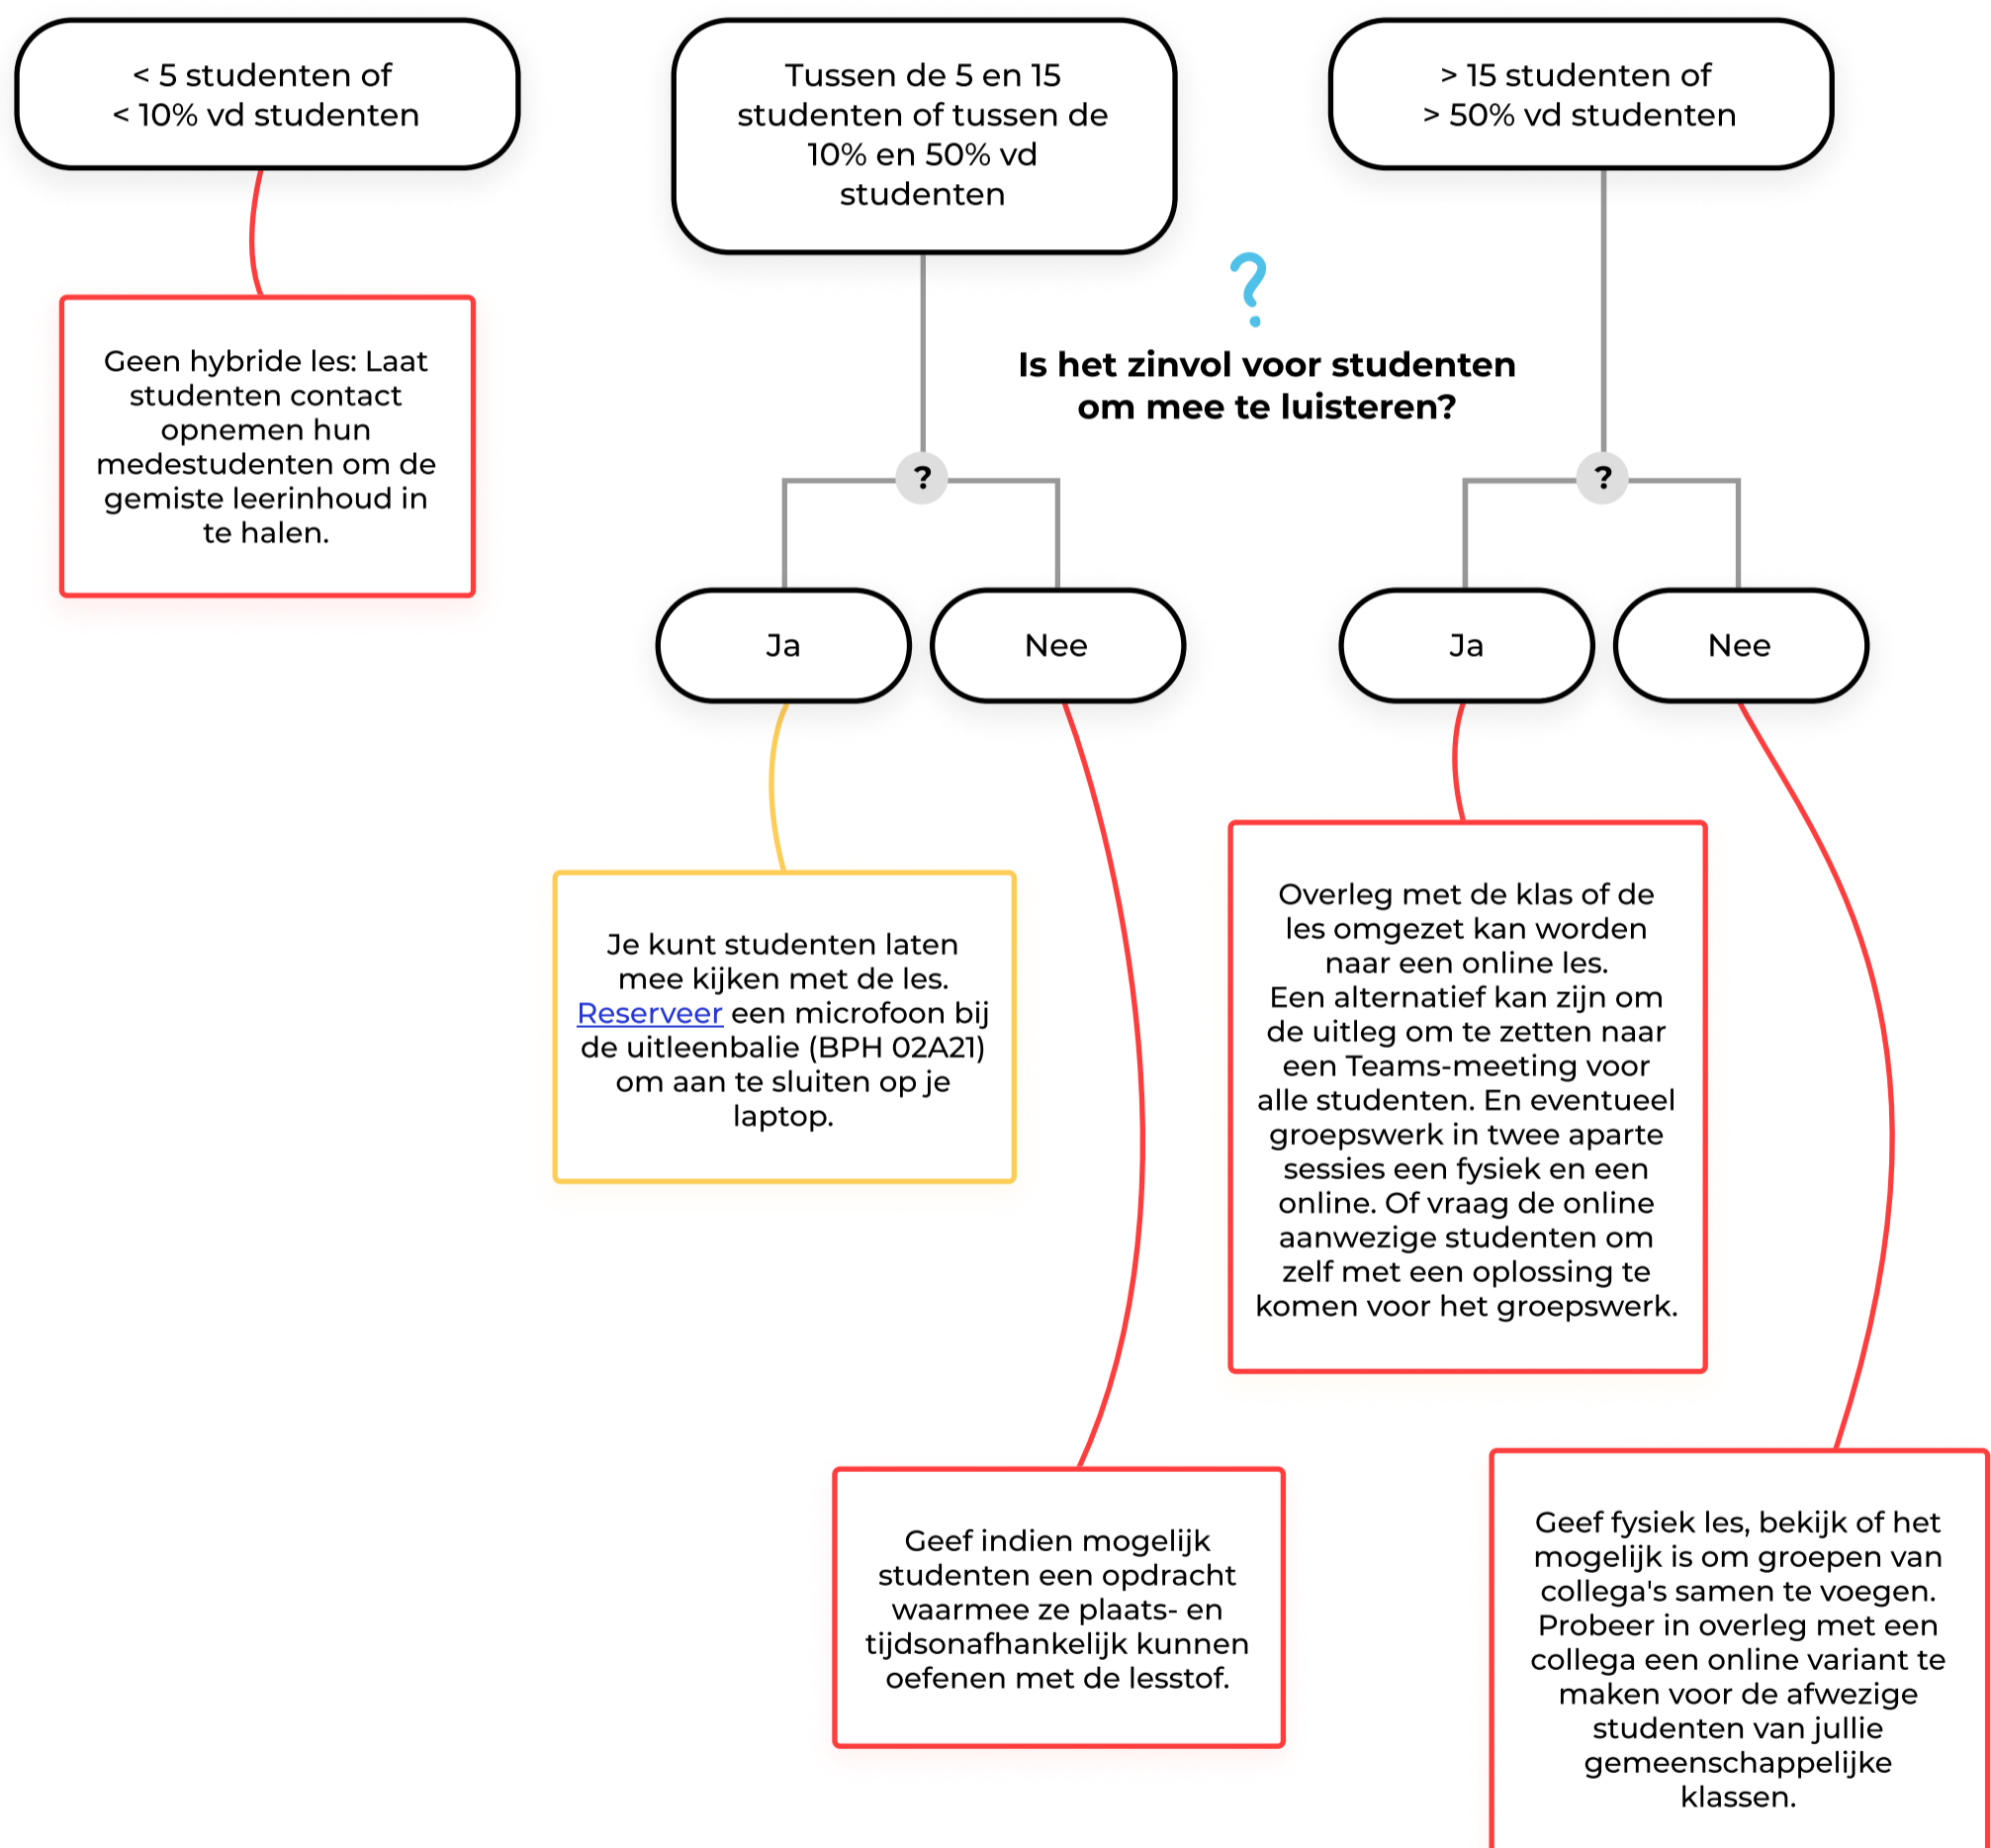 < 5 studenten of
< 10% vd studenten
Geen hybride les: Laat
studenten contact
opnemen hun
medestudenten om de
gemiste leerinhoud in
te halen.
Tussen de 5 en 15
studenten of tussen de
10% en 50% vd
studenten
> 15 studenten of
> 50% vd studenten
?
Is het zinvol voor studenten
om mee te luisteren?
?
Ja
Nee
?
Ja
Nee
Je kunt studenten laten
mee kijken met de les.
Reserveer een microfoon bij
de uitleenbalie (BPH 02A21)
om aan te sluiten op je
laptop.
Geef indien mogelijk
studenten een opdracht
waarmee ze plaats- en
tijdsonafhankelijk kunnen
oefenen met de lesstof.
Overleg met de klas of de
les omgezet kan worden
naar een online les.
Een alternatief kan zijn om
de uitleg om te zetten naar
een Teams-meeting voor
alle studenten. En eventueel
groepswerk in twee aparte
sessies een fysiek en een
online. Of vraag de online
aanwezige studenten om
zelf met een oplossing te
komen voor het groepswerk.
Geef fysiek les, bekijk of het
mogelijk is om groepen van
collega's samen te voegen.
Probeer in overleg met een
collega een online variant te
maken voor de afwezige
studenten van jullie
gemeenschappelijke
klassen.